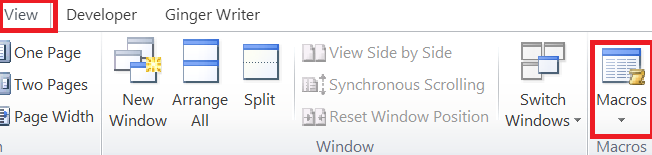 View Developer Ginger Writer
One Page
Two Pages
Page Width
New
Window
Arrange
All
Split
View Side by Side
Synchronous Scrolling
Reset Window Position
Switch
Windows
Macros
Window
Macros